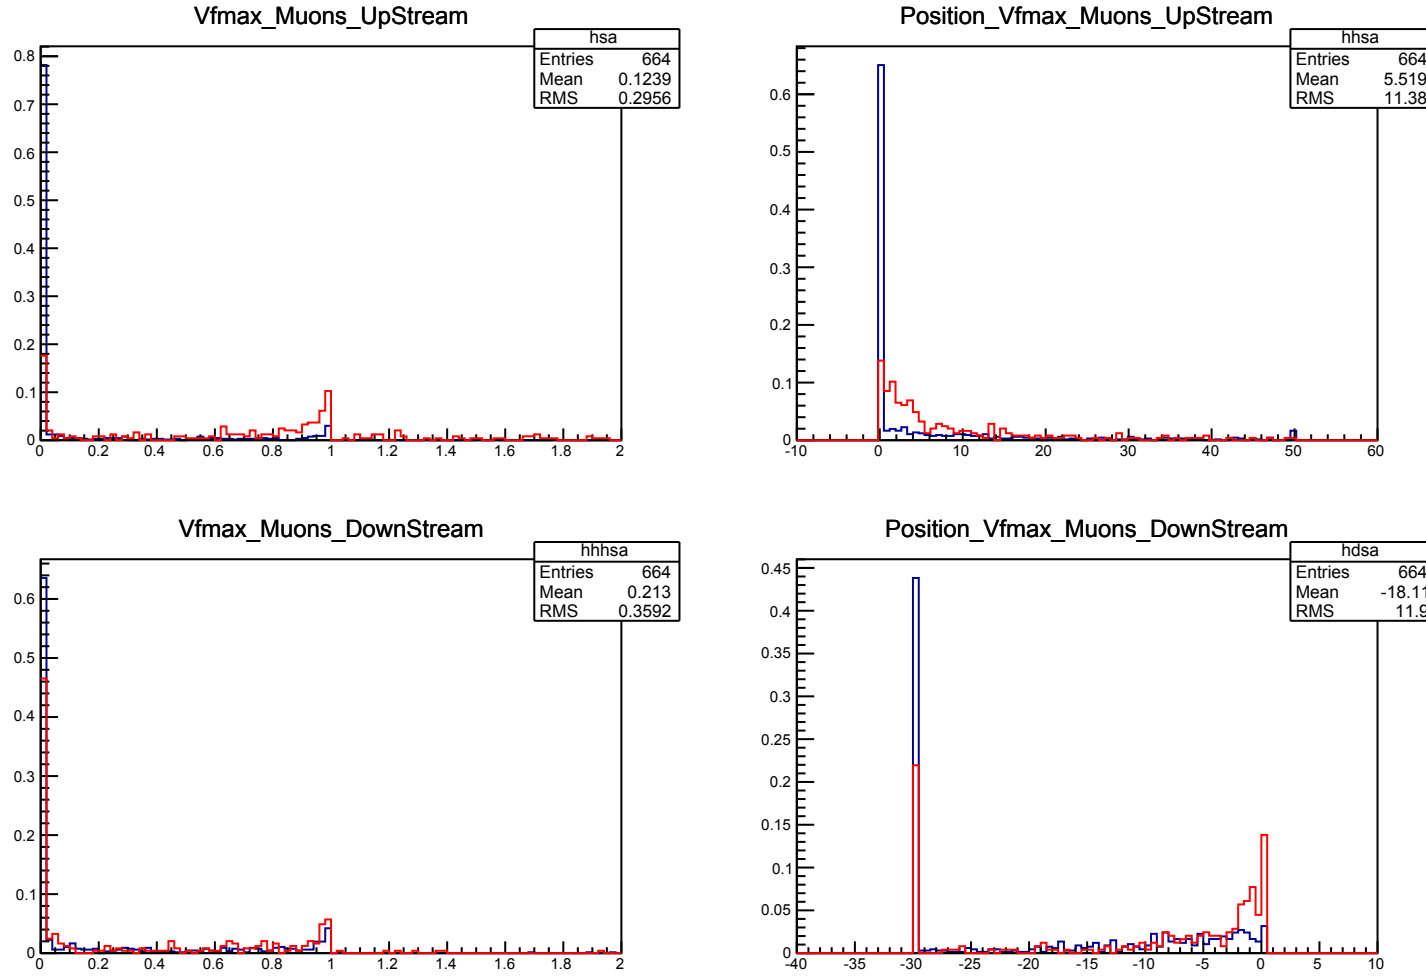 Vfmax_Muons_UpStream
hsa
Entries 664
Mean 0.1239
RMS 0.2956
0.8
0.7
0.6
0.5
0.4
0.3
0.2
0.1
0
0 0.2 0.4 0.6 0.8 1 1.2 1.4 1.6 1.8 2
Position_Vfmax_Muons_UpStream
hhsa
Entries 664
Mean 5.519
RMS 11.38
0.6
0.5
0.4
0.3
0.2
0.1
0
-10 0 10 20 30 40 50 60
Vfmax_Muons_DownStream
hhhsa
Entries 664
Mean 0.213
RMS 0.3592
0.6
0.5
0.4
0.3
0.2
0.1
0
0 0.2 0.4 0.6 0.8 1 1.2 1.4 1.6 1.8 2
Position_Vfmax_Muons_DownStream
hdsa
Entries 664
Mean -18.11
RMS 11.9
0.45
0.4
0.35
0.3
0.25
0.2
0.15
0.1
0.05
0
-40 -35 -30 -25 -20 -15 -10 -5 0 5 10